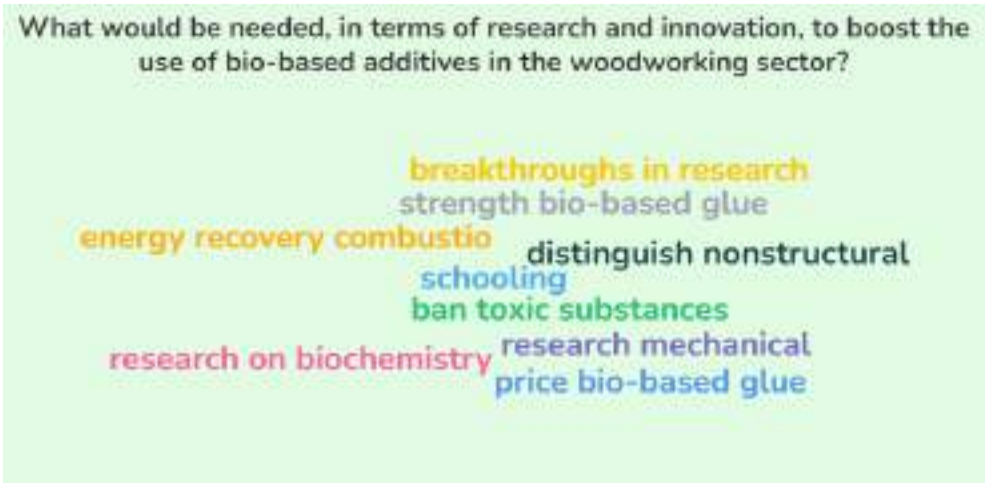 What would be needed, in terms of research and innovation, to boost the
use of bio-based additives in the woodworking sector?
breakthroughs in research
strength bio-based glue
energy recovery combustio
distinguish nonstructural
schooling
ban toxic substances
research mechanical
research on biochemistry
price bio-based glue